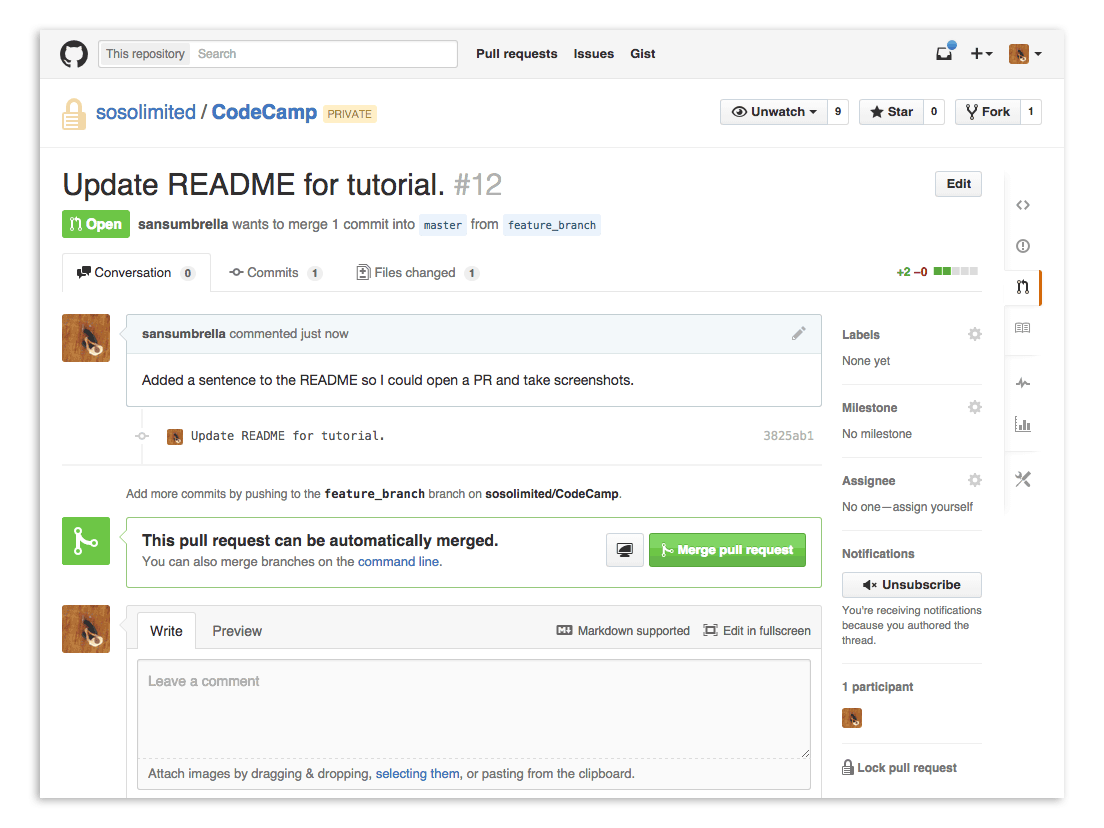 This repository Search Pull requests Issues Gist
sosolimited / CodeCamp PRIVATE Unwatch 9 Star 0 Fork 1
Update README for tutorial. #12 Edit
Open sansumbrella wants to merge 1 commit into master from feature_branch
Conversation 0 Commits 1 Files changed 1 +2 −0
sansumbrella commented just now
Added a sentence to the README so I could open a PR and take screenshots.
Update README for tutorial. 3825ab1
Add more commits by pushing to the feature_branch branch on sosolimited/CodeCamp.
This pull request can be automatically merged.
You can also merge branches on the command line.
Merge pull request
Write Preview Markdown supported Edit in fullscreen
Leave a comment
Attach images by dragging & dropping, selecting them, or pasting from the clipboard.
Labels
None yet
Milestone
No milestone
Assignee
No one—assign yourself
Notifications
Unsubscribe
You're receiving notifications
because you authored the
thread.
1 participant
Lock pull request